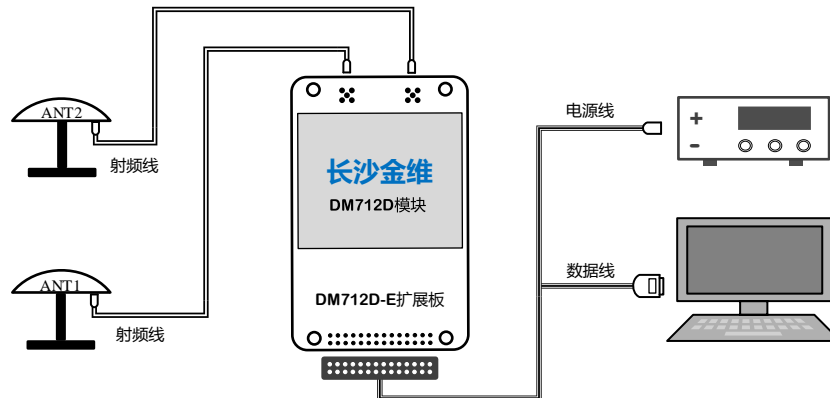 ANT2
射频线
ANT1
射频线
长沙金维
DM712D模块
DM712D-E扩展板
电源线
+
-
数据线